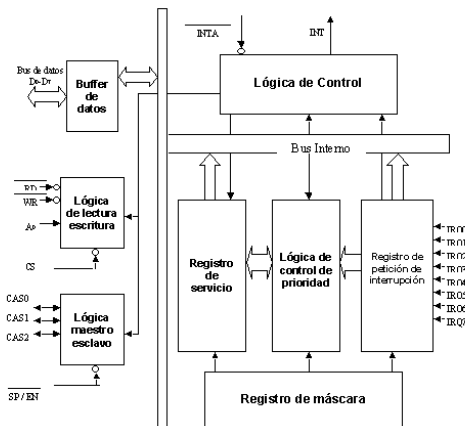 INTA
INT
Bus de datos
D0-D7
Buffer
de
datos
Lógica de Control
Bus Interno
RD
WR
A0
CS
Lógica
de lectura
escritura
Registro
de
servicio
Lógica de
control de
prioridad
Registro de
petición de
interrupción
IRQ0
IRQ1
IRQ2
IRQ3
IRQ4
IRQ5
IRQ6
IRQ7
CAS0
CAS1
CAS2
Lógica
maestro
esclavo
SP/EN
Registro de máscara